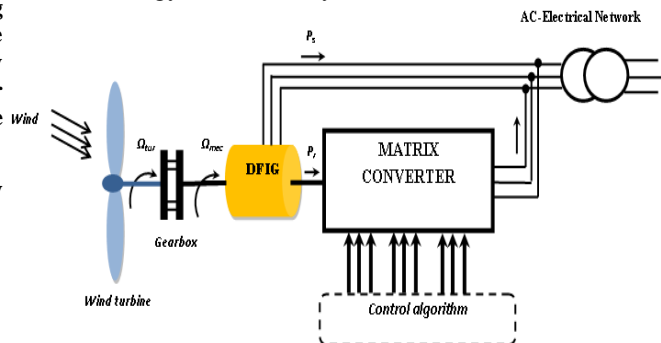 AC-Electrical Network
Ps
Wind
Ωtur
Ωmec
DFIG
Pr
MATRIX
CONVERTER
Gearbox
Wind turbine
Control algorithm